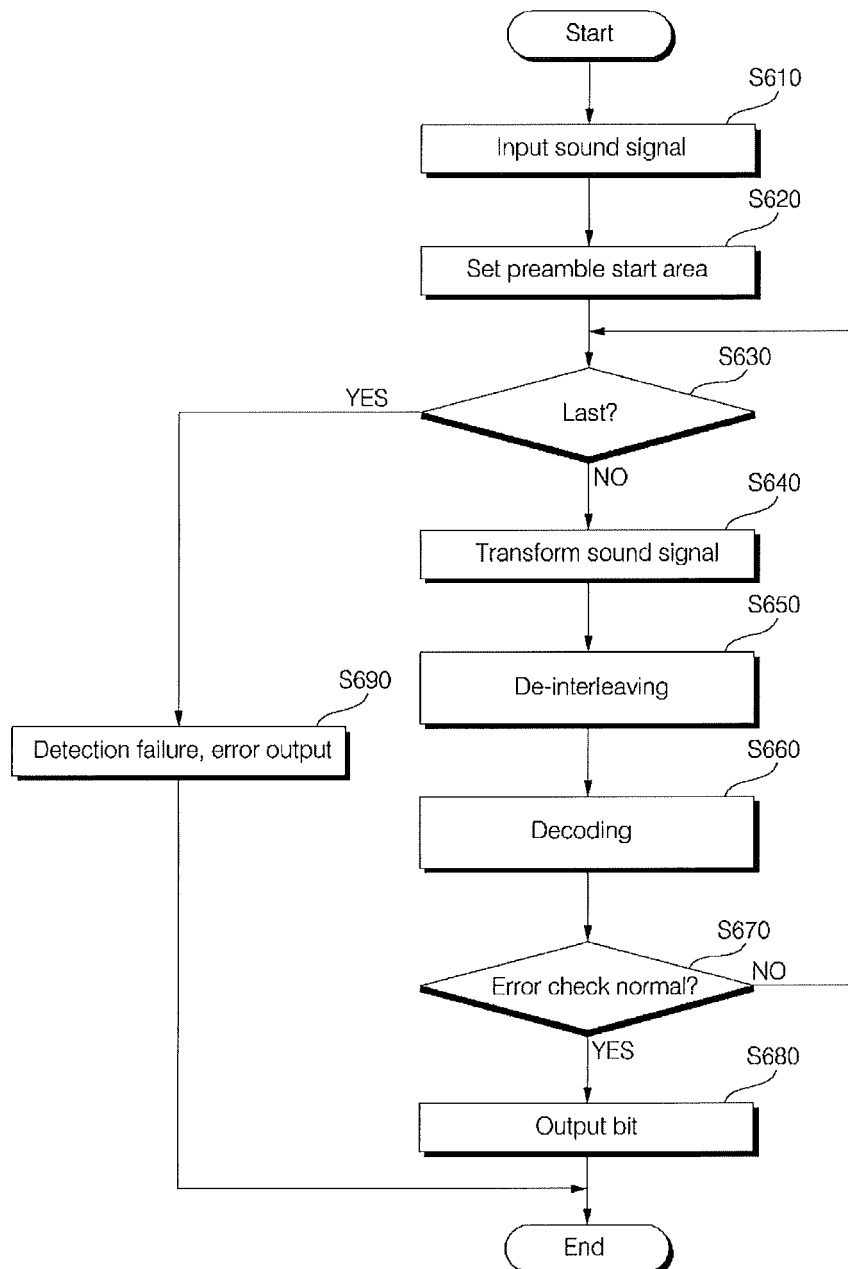 Start
S610
Input sound signal
S620
Set preamble start area
S630
YES
Last?
NO
S640
Transform sound signal
S650
De-interleaving
S690
Detection failure, error output
S660
Decoding
S670
Error check normal?
NO
YES
S680
Output bit
End